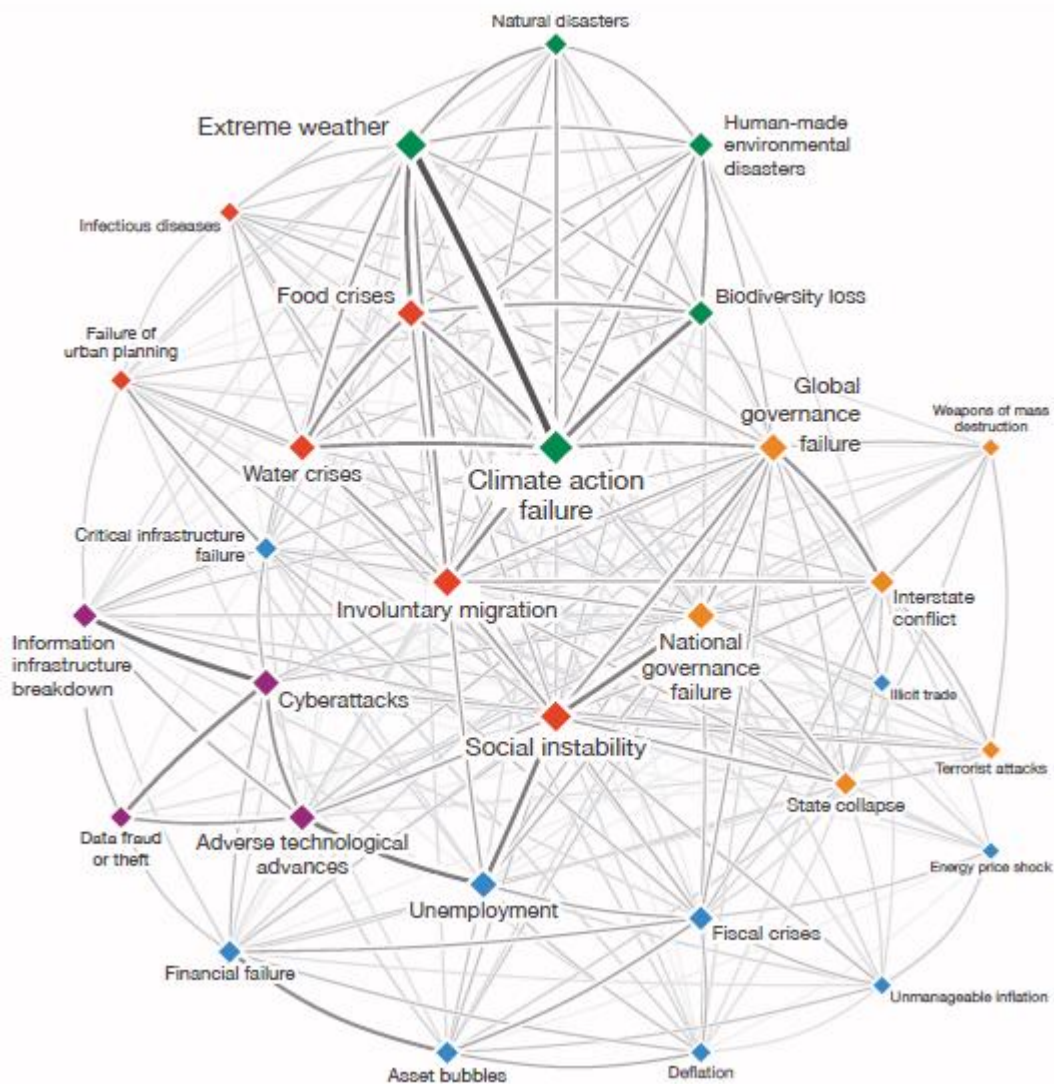 Natural disasters
Extreme weather
Human-made
environmental
disasters
Infectious diseases
Food crises
Biodiversity loss
Failure of
urban planning
Global
governance
failure
Weapons of mass
destruction
Water crises
Climate action
failure
Critical infrastructure
failure
Involuntary migration
Interstate
conflict
Information
infrastructure
breakdown
National
governance
failure
Cyberattacks
Illicit trade
Social instability
Terrorist attacks
State collapse
Data fraud
or theft
Adverse technological
advances
Energy price shock
Unemployment
Fiscal crises
Financial failure
Unmanageable inflation
Asset bubbles
Deflation